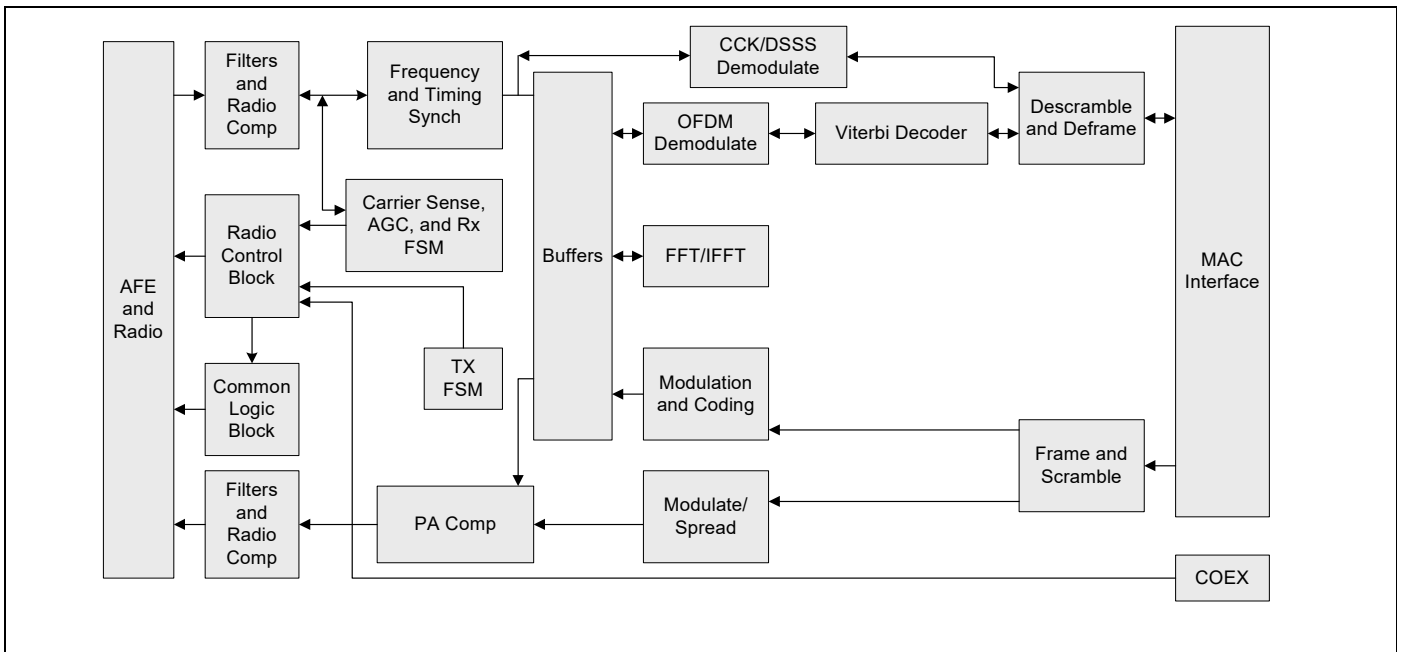 AFE
and
Radio
Filters
and
Radio
Comp
Frequency
and Timing
Synch
CCK/DSSS
Demodulate
OFDM
Demodulate
Viterbi Decoder
Descramble
and Deframe
MAC
Interface
Carrier Sense,
AGC, and Rx
FSM
Radio
Control
Block
Buffers
FFT/IFFT
TX
FSM
Common
Logic
Block
Modulation
and Coding
Frame and
Scramble
Filters
and
Radio
Comp
PA Comp
Modulate/
Spread
COEX